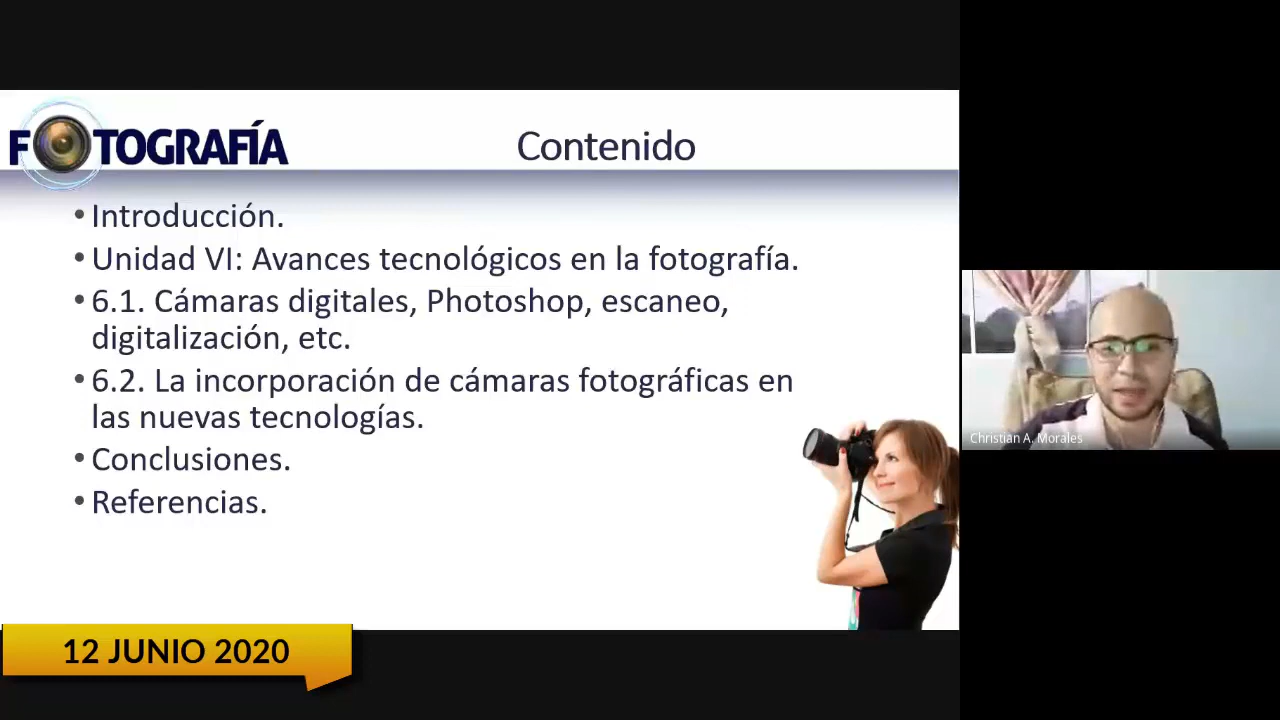 FOTOGRAFÍA
Contenido
• Introducción.
• Unidad VI: Avances tecnológicos en la fotografía.
• 6.1. Cámaras digitales, Photoshop, escaneo,
digitalización, etc.
• 6.2. La incorporación de cámaras fotográficas en
las nuevas tecnologías.
• Conclusiones.
• Referencias.
Christian A. Morales
12 JUNIO 2020